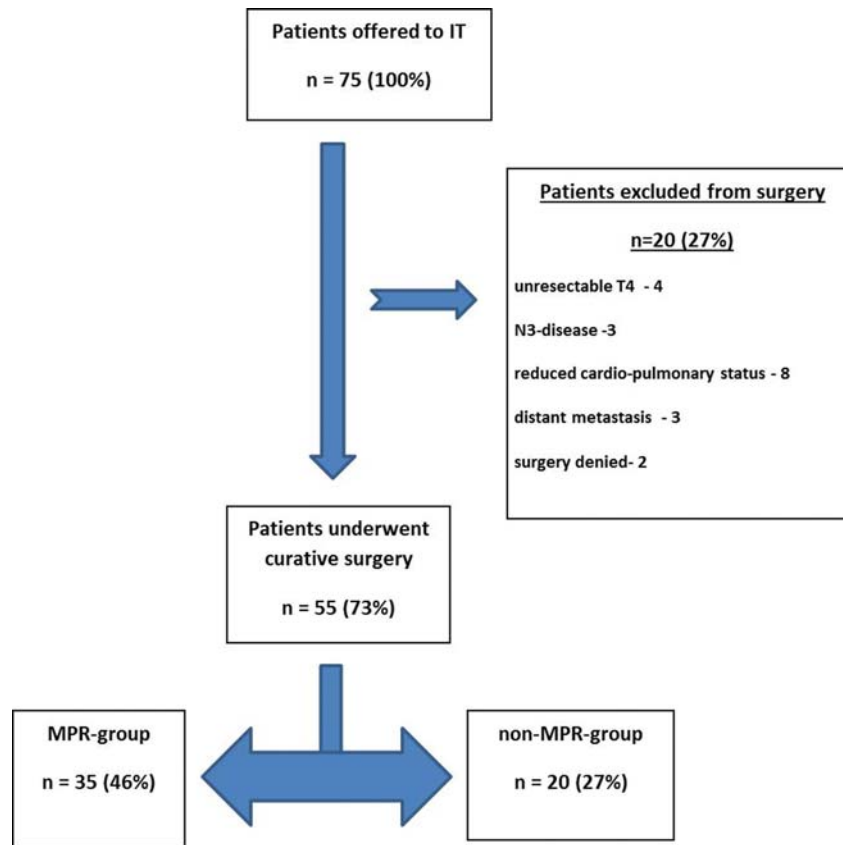 Patients offered to IT
n = 75 (100%)
Patients excluded from surgery
n=20 (27%)
unresectable T4 - 4
N3-disease -3
reduced cardio-pulmonary status - 8
distant metastasis - 3
surgery denied- 2
Patients underwent
curative surgery
n = 55 (73%)
MPR-group
n = 35 (46%)
non-MPR-group
n = 20 (27%)